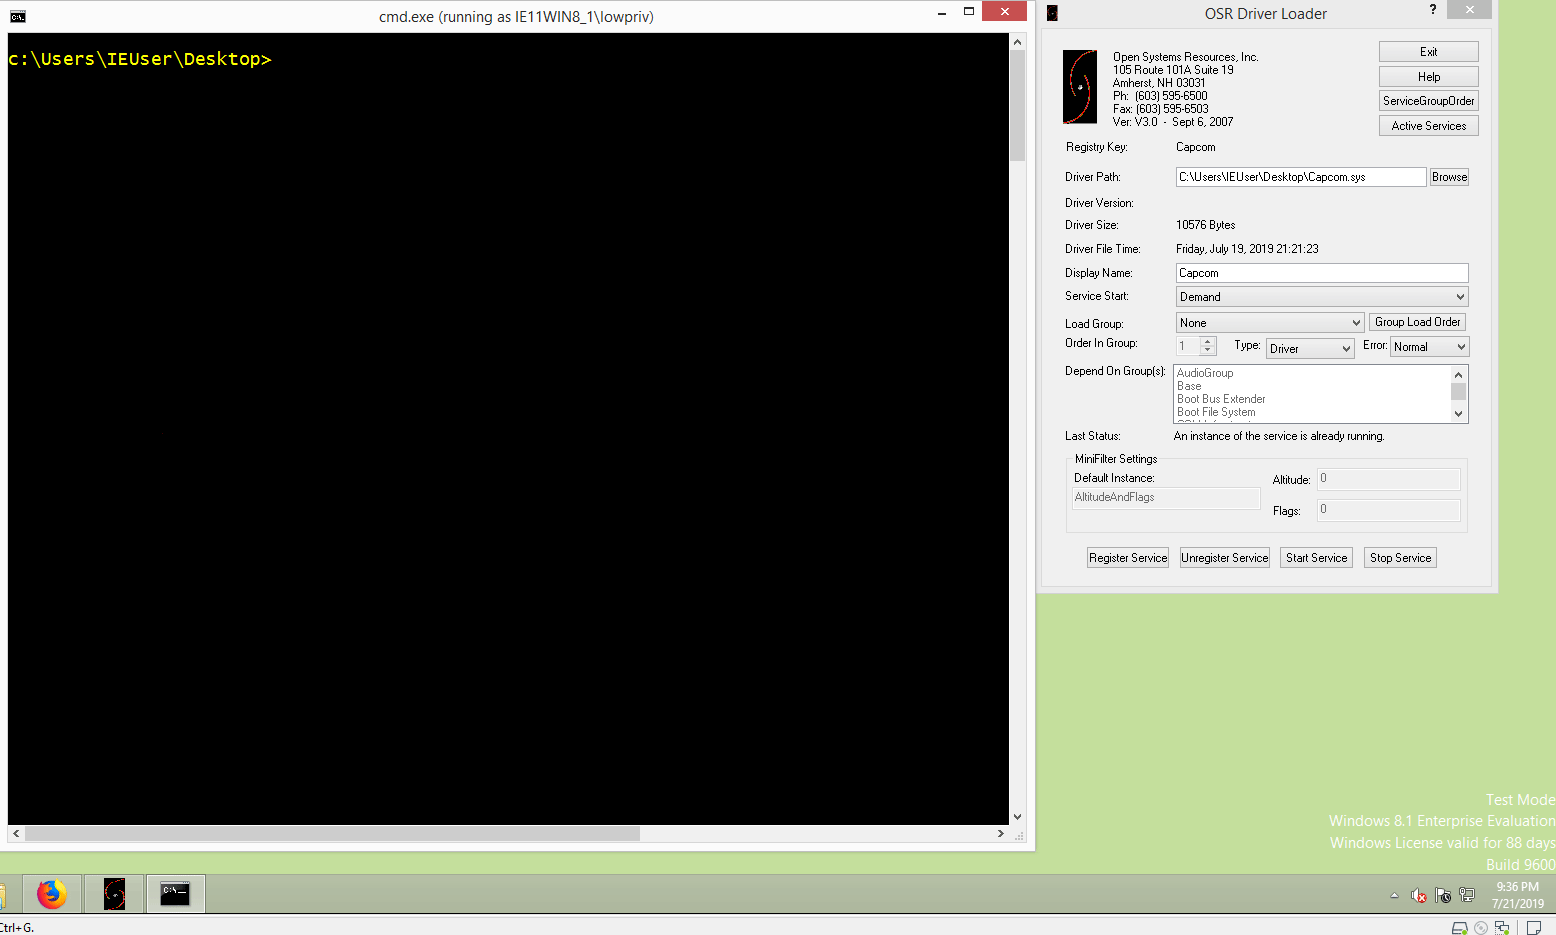 cmd.exe (running as IE11WIN8_1\lowpriv)
c:\Users\IEUser\Desktop>
OSR Driver Loader
?
Open Systems Resources, Inc.
105 Route 101A Suite 19
Amherst, NH 03031
Ph: (603) 595-6500
Fax: (603) 595-6503
Ver: V3.0 - Sept 6, 2007
Exit
Help
ServiceGroupOrder
Active Services
Registry Key: Capcom
Driver Path: C:\Users\IEUser\Desktop\Capcom.sys Browse
Driver Version:
Driver Size: 10576 Bytes
Driver File Time: Friday, July 19, 2019 21:21:23
Display Name: Capcom
Service Start: Demand
Load Group: None Group Load Order
Order In Group: 1 Type: Driver Error: Normal
Depend On Group(s): AudioGroup
Base
Boot Bus Extender
Boot File System
Last Status: An instance of the service is already running.
MiniFilter Settings
Default Instance:
AltitudeAndFlags
Altitude: 0
Flags: 0
Register Service Unregister Service Start Service Stop Service
Test Mode
Windows 8.1 Enterprise Evaluation
Windows License valid for 88 days
Build 9600
C:\_
9:36 PM
7/21/2019
Ctrl+G.